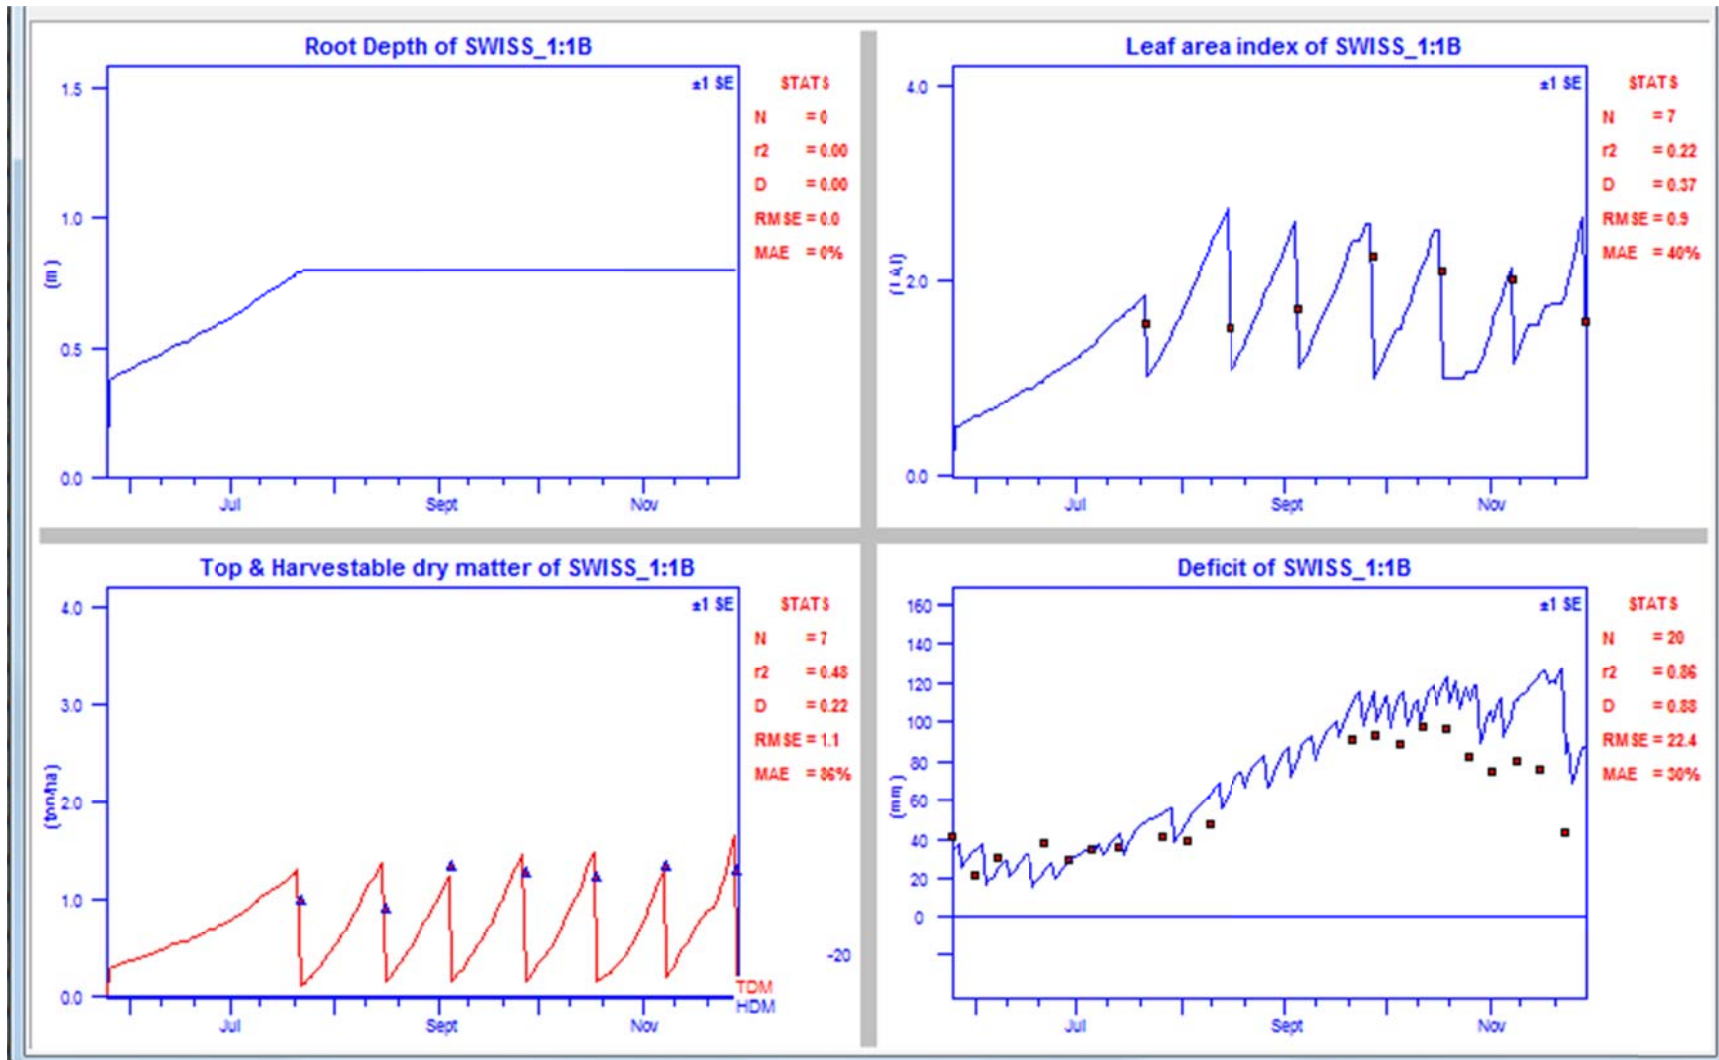 Root Depth of SWISS_1:1B
±1 SE
STATS
N = 0
r2 = 0.00
D = 0.00
RMSE = 0.0
MAE = 0%
1.5
1.0
0.5
0.0
(m)
Jul Sept Nov
Leaf area index of SWISS_1:1B
±1 SE
STATS
N = 7
r2 = 0.22
D = 0.37
RMSE = 0.9
MAE = 40%
4.0
2.0
0.0
(LAI)
Jul Sept Nov
Top & Harvestable dry matter of SWISS_1:1B
±1 SE
STATS
N = 7
r2 = 0.48
D = 0.22
RMSE = 1.1
MAE = 86%
4.0
3.0
2.0
1.0
0.0
(ton/ha)
-20
TDM
HDM
Jul Sept Nov
Deficit of SWISS_1:1B
±1 SE
STATS
N = 20
r2 = 0.86
D = 0.88
RMSE = 22.4
MAE = 30%
160
140
120
100
80
60
40
20
0
(mm)
Jul Sept Nov